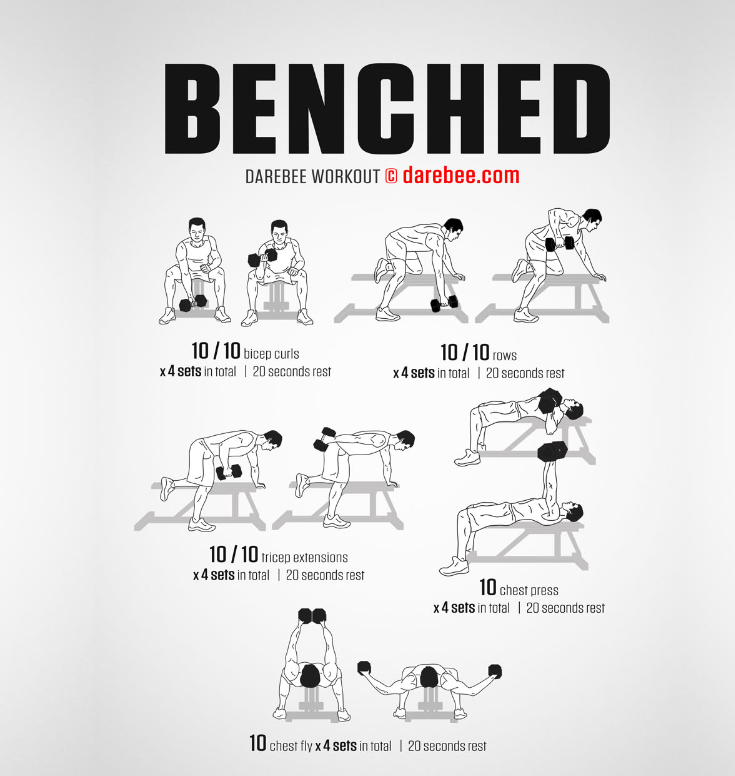 BENCHED
DAREBEE WORKOUT © darebee.com
10 / 10 bicep curls
x 4 sets in total | 20 seconds rest
10 / 10 rows
x 4 sets in total | 20 seconds rest
10 / 10 tricep extensions
x 4 sets in total | 20 seconds rest
10 chest press
x 4 sets in total | 20 seconds rest
10 chest fly x 4 sets in total | 20 seconds rest